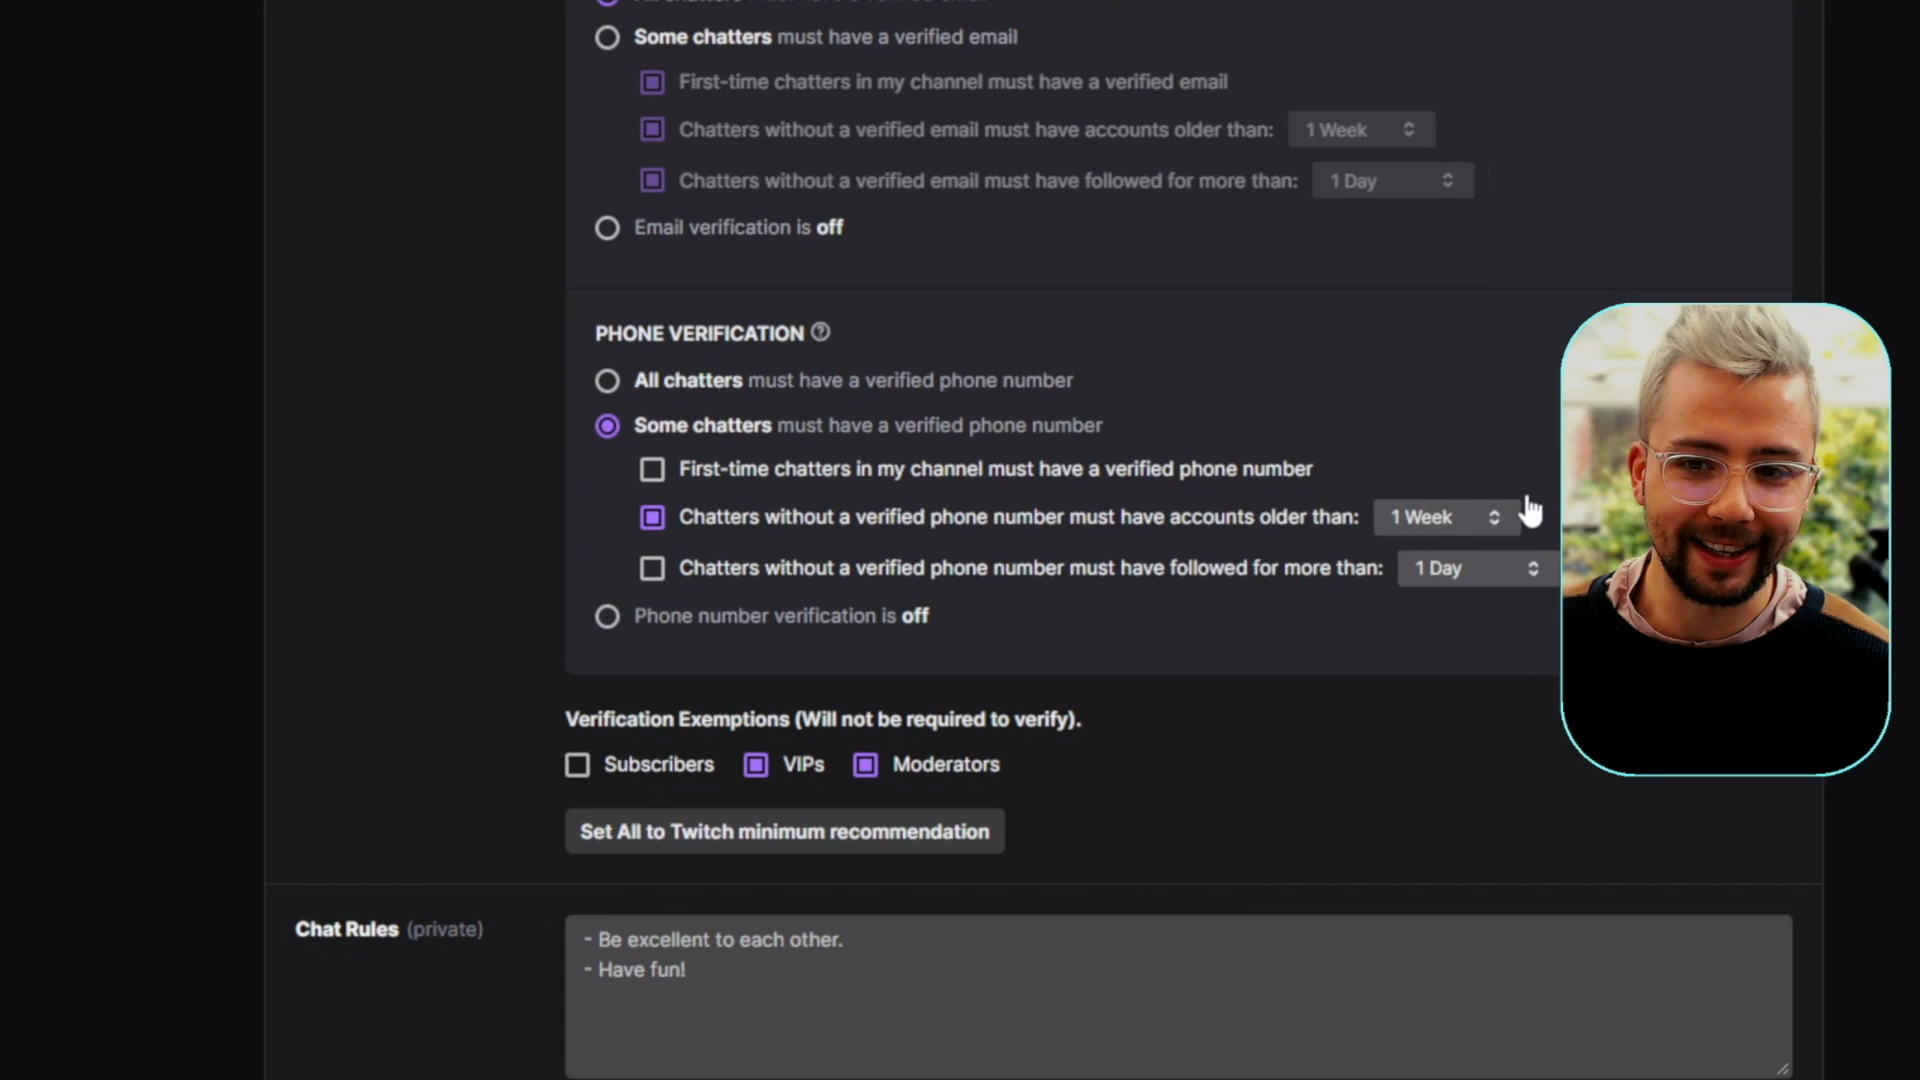 Some chatters must have a verified email
First-time chatters in my channel must have a verified email
Chatters without a verified email must have accounts older than: 1 Week
Chatters without a verified email must have followed for more than: 1 Day
Email verification is off
PHONE VERIFICATION ?
All chatters must have a verified phone number
Some chatters must have a verified phone number
First-time chatters in my channel must have a verified phone number
Chatters without a verified phone number must have accounts older than: 1 Week
Chatters without a verified phone number must have followed for more than: 1 Day
Phone number verification is off
Verification Exemptions (Will not be required to verify).
Subscribers VIPs Moderators
Set All to Twitch minimum recommendation
Chat Rules (private)
- Be excellent to each other.
- Have fun!